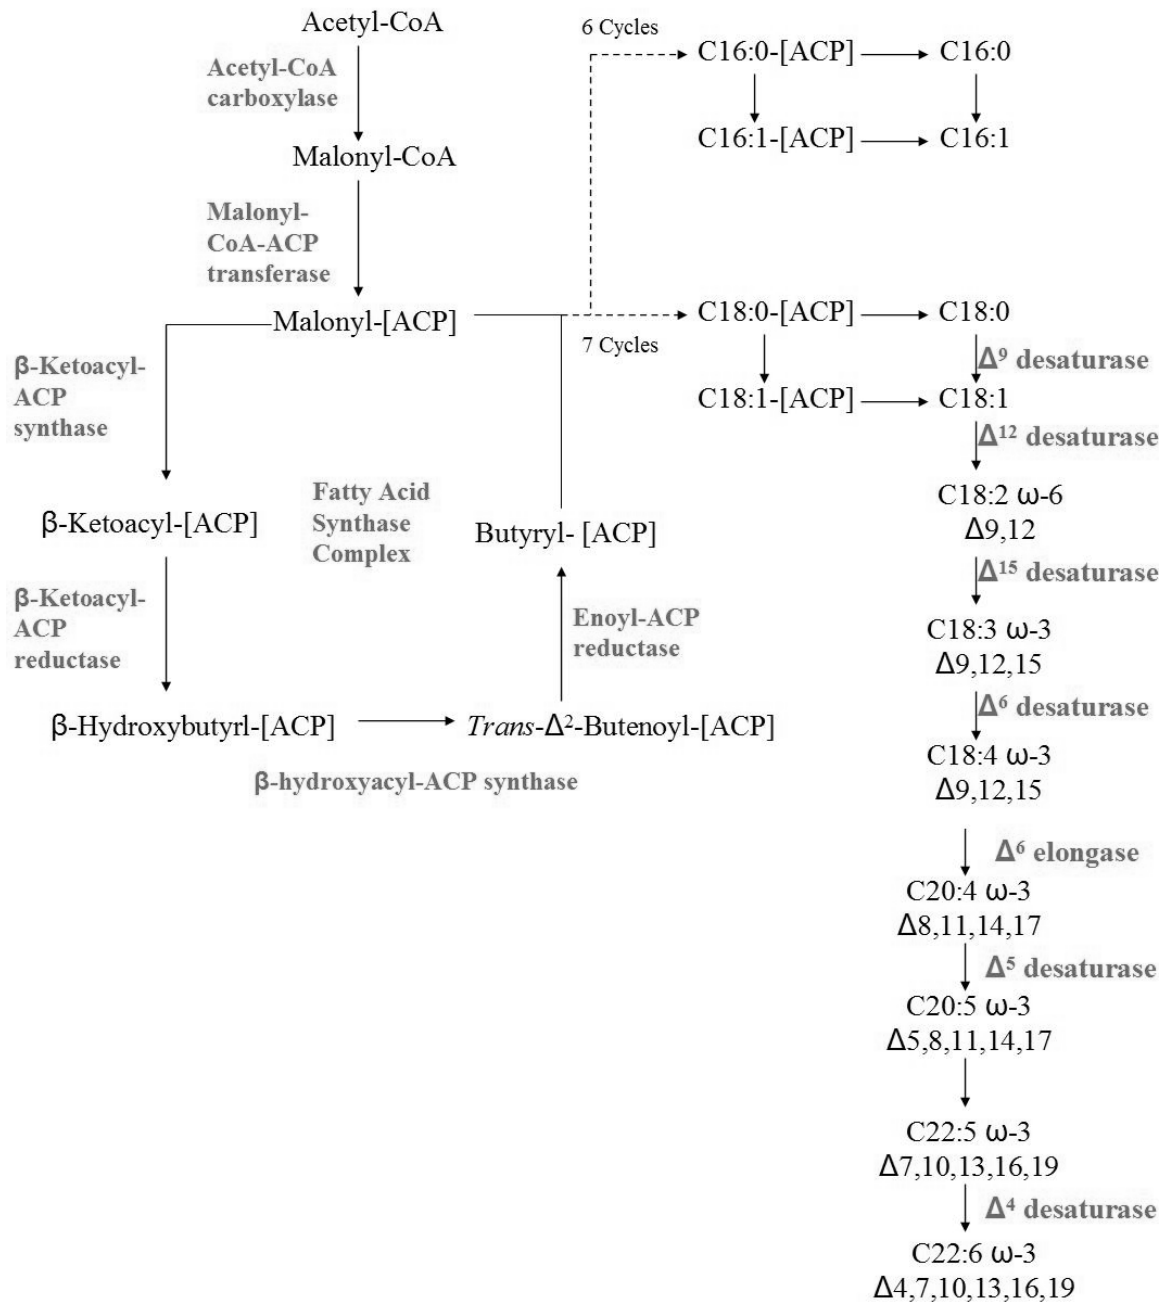 Acetyl-CoA
Acetyl-CoA
carboxylase
Malonyl-CoA
Malonyl-
CoA-ACP
transferase
Malonyl-[ACP]
β-Ketoacyl-
ACP
synthase
β-Ketoacyl-[ACP]
β-Ketoacyl-
ACP
reductase
β-Hydroxybutyrl-[ACP]
β-hydroxyacyl-ACP synthase
Trans-Δ²-Butenoyl-[ACP]
Enoyl-ACP
reductase
Butyryl- [ACP]
Fatty Acid
Synthase
Complex
6 Cycles
C16:0-[ACP]
C16:0
C16:1-[ACP]
C16:1
7 Cycles
C18:0-[ACP]
C18:0
Δ⁹ desaturase
C18:1-[ACP]
C18:1
Δ¹² desaturase
C18:2 ω-6
Δ9,12
Δ¹⁵ desaturase
C18:3 ω-3
Δ9,12,15
Δ⁶ desaturase
C18:4 ω-3
Δ9,12,15
Δ⁶ elongase
C20:4 ω-3
Δ8,11,14,17
Δ⁵ desaturase
C20:5 ω-3
Δ5,8,11,14,17
C22:5 ω-3
Δ7,10,13,16,19
Δ⁴ desaturase
C22:6 ω-3
Δ4,7,10,13,16,19